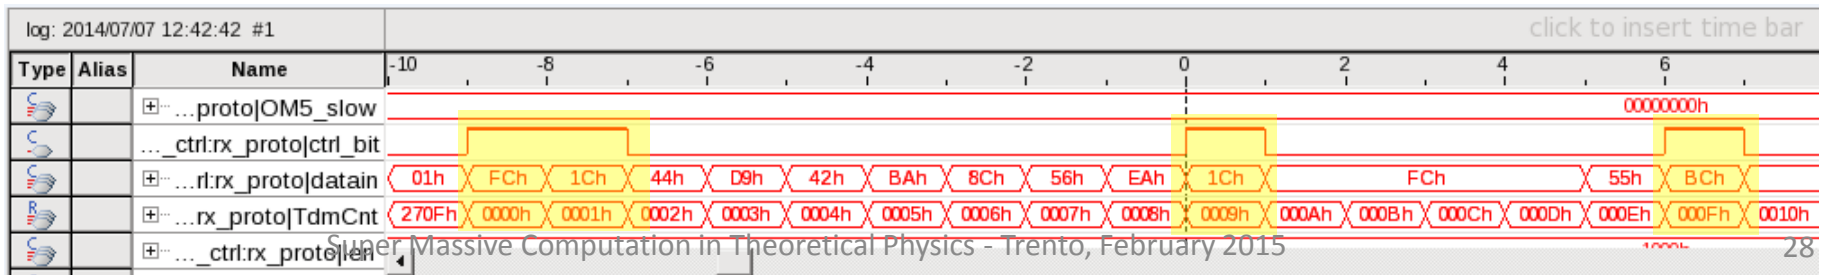 log: 2014/07/07 12:42:42 #1 click to insert time bar
Type Alias Name -10 -8 -6 -4 -2 0 2 4 6
...proto|OM5_slow 00000000h
..._ctrl:rx_proto|ctrl_bit
...rl:rx_proto|datain 01h FCh 1Ch 44h D9h 42h BAh 8Ch 56h EAh 1Ch FCh 55h BCh
...rx_proto|TdmCnt 270Fh 0000h 0001h 0002h 0003h 0004h 0005h 0006h 0007h 0008h 0009h 000Ah 000Bh 000Ch 000Dh 000Eh 000Fh 0010h
..._ctrl:rx_proto|len
Super Massive Computation in Theoretical Physics - Trento, February 2015 28